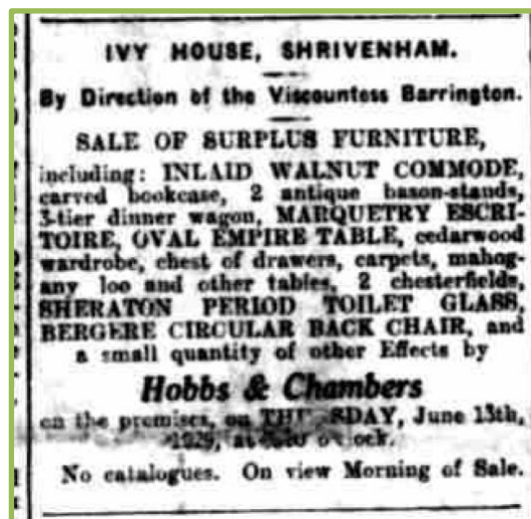 IVY HOUSE, SHRIVENHAM.
By Direction of the Viscountess Barrington.
SALE OF SURPLUS FURNITURE,
including: INLAID WALNUT COMMODE,
carved bookcase, 2 antique bason-stands,
3-tier dinner wagon, MARQUETRY ESCRI-
TOIRE, OVAL EMPIRE TABLE, cedarwood
wardrobe, chest of drawers, carpets, mahog-
any loo and other tables, 2 chesterfields,
SHERATON PERIOD TOILET GLASS,
BERGERE CIRCULAR BACK CHAIR, and
a small quantity of other Effects by
Hobbs & Chambers
on the premises, on THURSDAY, June 13th,
1929, at o'clock.
No catalogues. On view Morning of Sale.